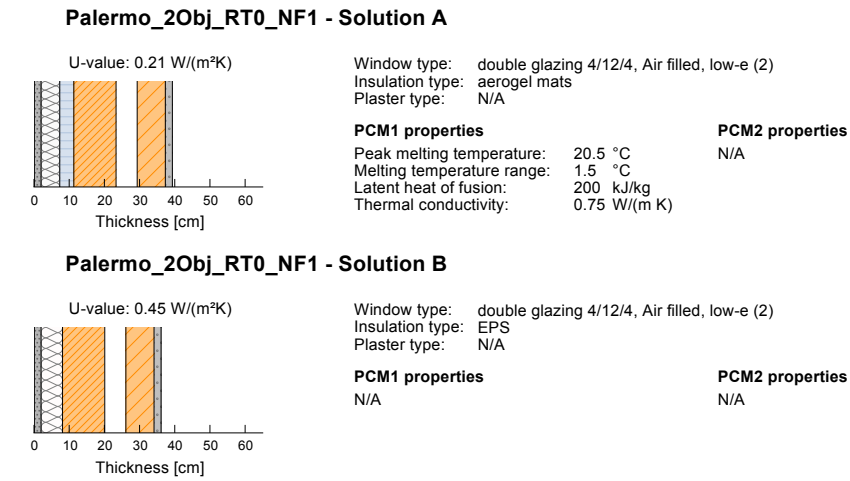 Palermo_2Obj_RT0_NF1 - Solution A
U-value: 0.21 W/(m²K)
0 10 20 30 40 50 60
Thickness [cm]
Window type: double glazing 4/12/4, Air filled, low-e (2)
Insulation type: aerogel mats
Plaster type: N/A
PCM1 properties PCM2 properties
Peak melting temperature: 20.5 °C N/A
Melting temperature range: 1.5 °C
Latent heat of fusion: 200 kJ/kg
Thermal conductivity: 0.75 W/(m K)
Palermo_2Obj_RT0_NF1 - Solution B
U-value: 0.45 W/(m²K)
0 10 20 30 40 50 60
Thickness [cm]
Window type: double glazing 4/12/4, Air filled, low-e (2)
Insulation type: EPS
Plaster type: N/A
PCM1 properties PCM2 properties
N/A N/A